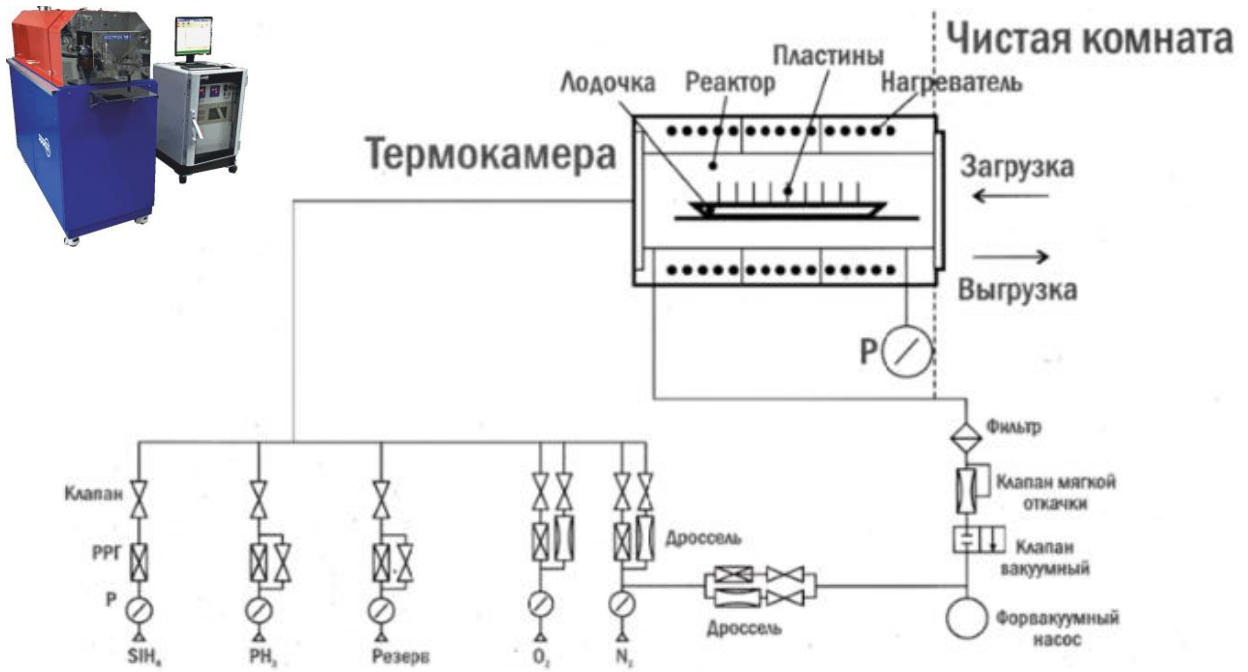 Чистая комната
Пластины
Лодочка
Реактор
Нагреватель
Термокамера
Загрузка
Выгрузка
P
Фильтр
Клапан
Клапан мягкой
откачки
РРГ
Дроссель
Клапан
вакуумный
P
Дроссель
Форвакуумный
насос
SIH₄
PH₃
Резерв
O₂
N₂